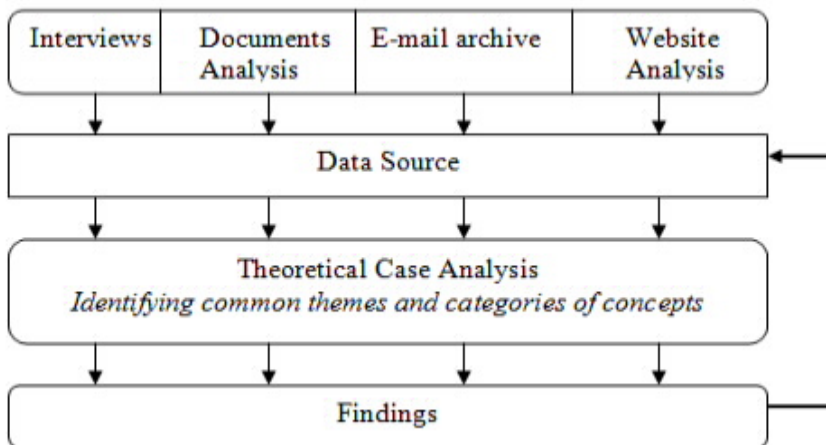 Interviews
Documents
Analysis
E-mail archive
Website
Analysis
Data Source
Theoretical Case Analysis
Identifying common themes and categories of concepts
Findings